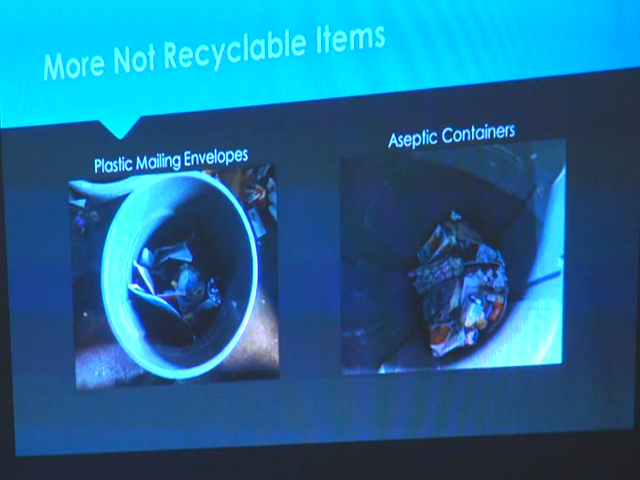 More Not Recyclable Items
Plastic Mailing Envelopes
Aseptic Containers